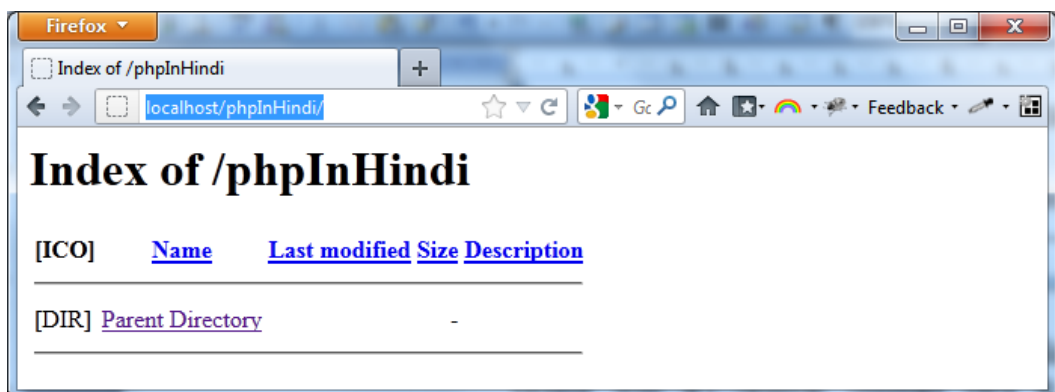 Firefox
Index of /phpInHindi
localhost/phpInHindi/
Gc
Feedback
Index of /phpInHindi
[ICO] Name Last modified Size Description
[DIR] Parent Directory -